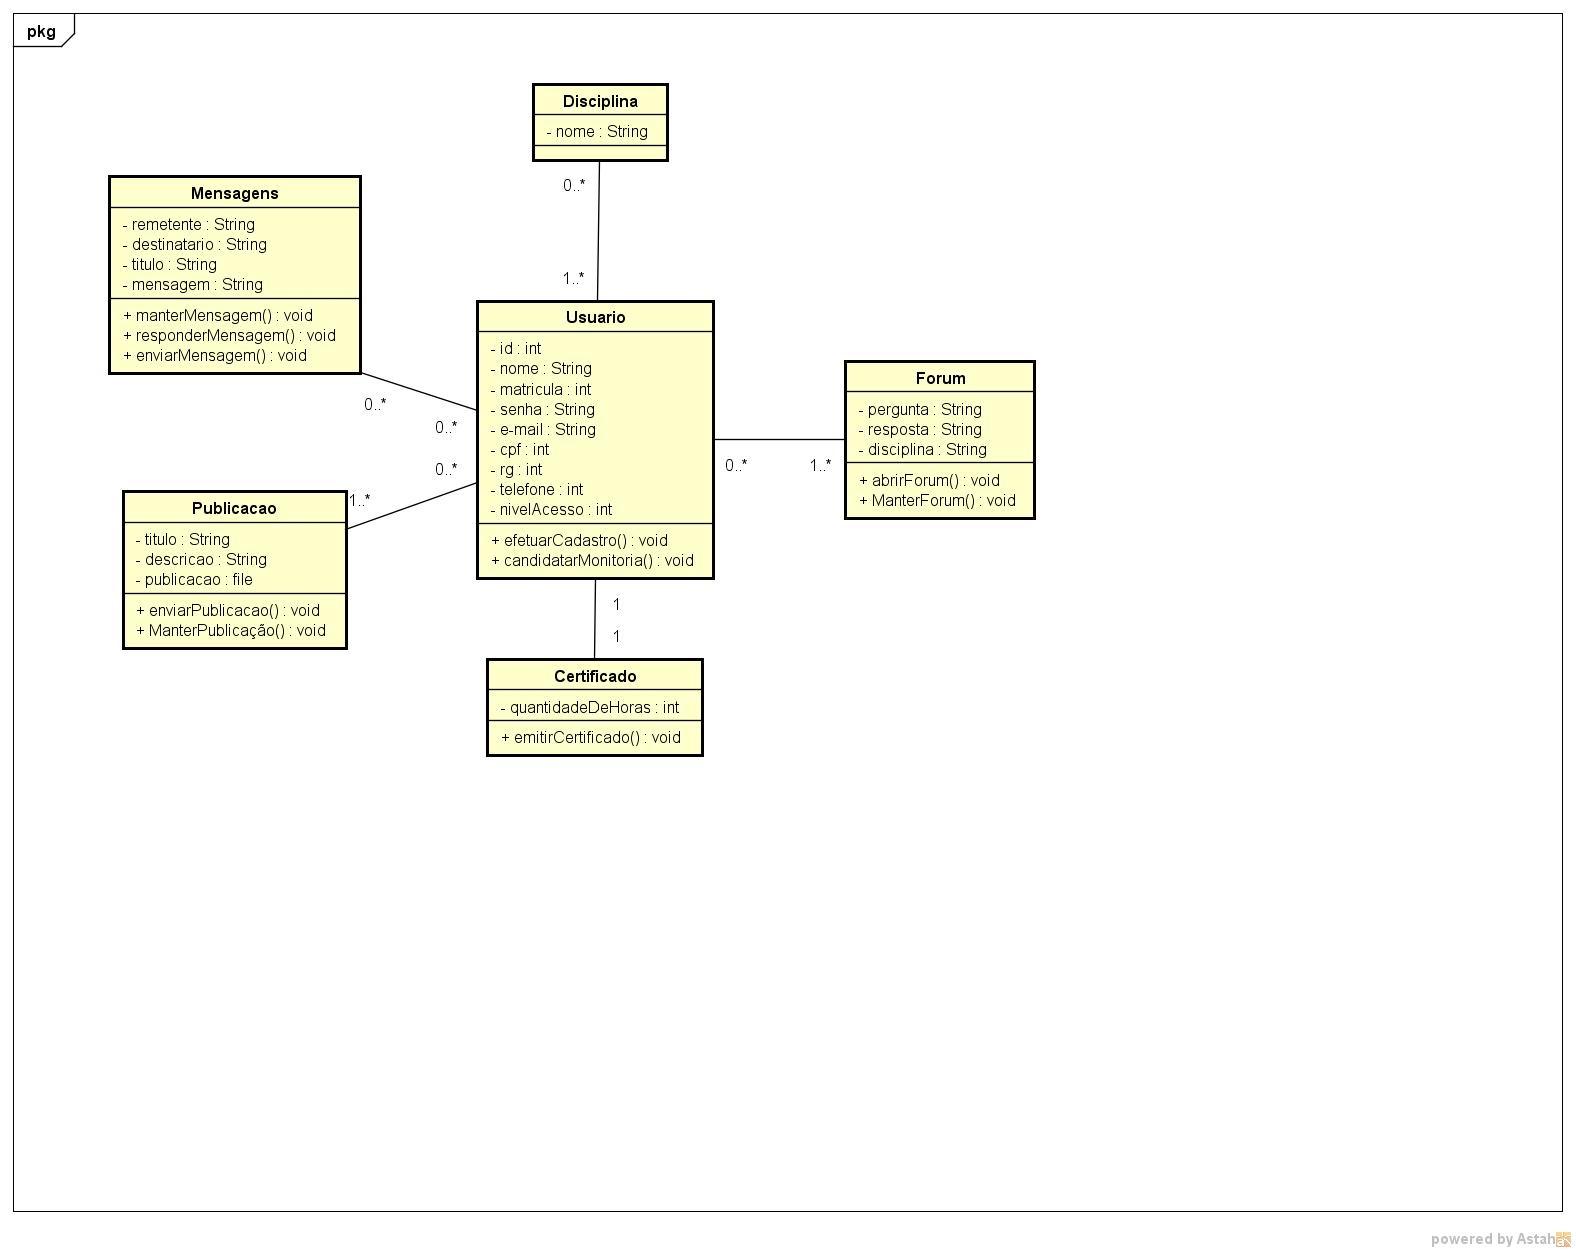 pkg
Disciplina
- nome : String
0..*
1..*
Mensagens
- remetente : String
- destinatario : String
- titulo : String
- mensagem : String
+ manterMensagem() : void
+ responderMensagem() : void
+ enviarMensagem() : void
0..*
0..*
Usuario
- id : int
- nome : String
- matricula : int
- senha : String
- e-mail : String
- cpf : int
- rg : int
- telefone : int
- nivelAcesso : int
+ efetuarCadastro() : void
+ candidatarMonitoria() : void
Forum
- pergunta : String
- resposta : String
- disciplina : String
+ abrirForum() : void
+ ManterForum() : void
0..*
1..*
0..*
1..*
Publicacao
- titulo : String
- descricao : String
- publicacao : file
+ enviarPublicacao() : void
+ ManterPublicação() : void
1
1
Certificado
- quantidadeDeHoras : int
+ emitirCertificado() : void
powered by Astah